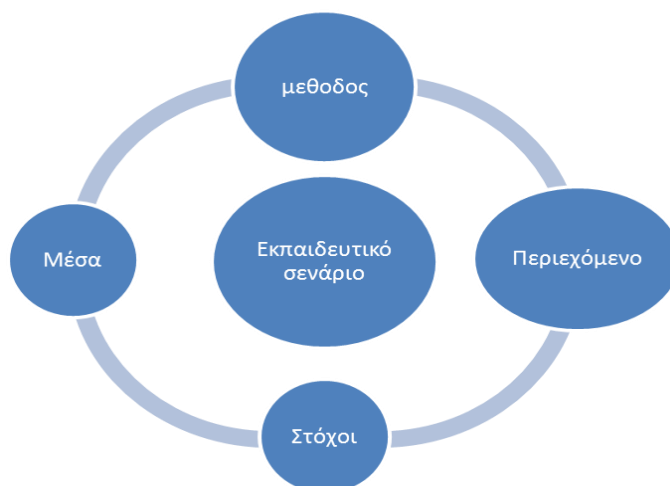 μεθοδος
Μέσα
Εκπαιδευτικό
σενάριο
Περιεχόμενο
Στόχοι